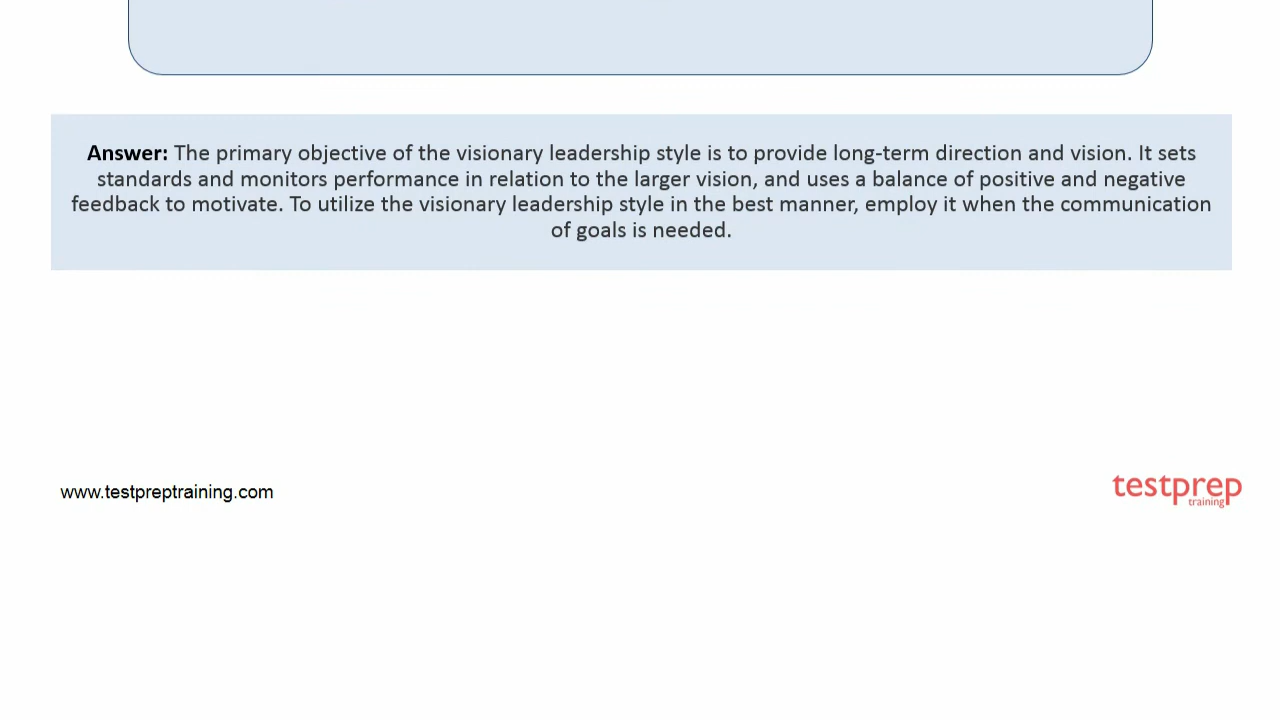 Answer: The primary objective of the visionary leadership style is to provide long-term direction and vision. It sets
standards and monitors performance in relation to the larger vision, and uses a balance of positive and negative
feedback to motivate. To utilize the visionary leadership style in the best manner, employ it when the communication
of goals is needed.
www.testpreptraining.com
testprep
training